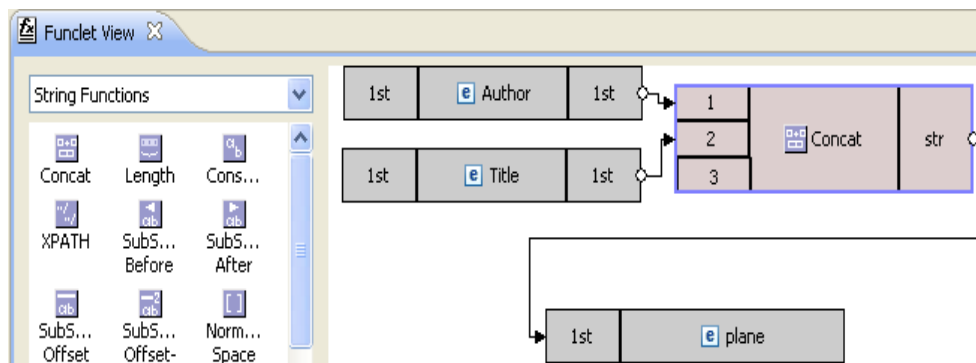 Funclet View
String Functions
Concat
Length
Cons...
XPATH
SubS...
Before
SubS...
After
SubS...
Offset
SubS...
Offset-
Norm...
Space
1st
Author
1st
1st
Title
1st
1
2
3
Concat
str
1st
plane